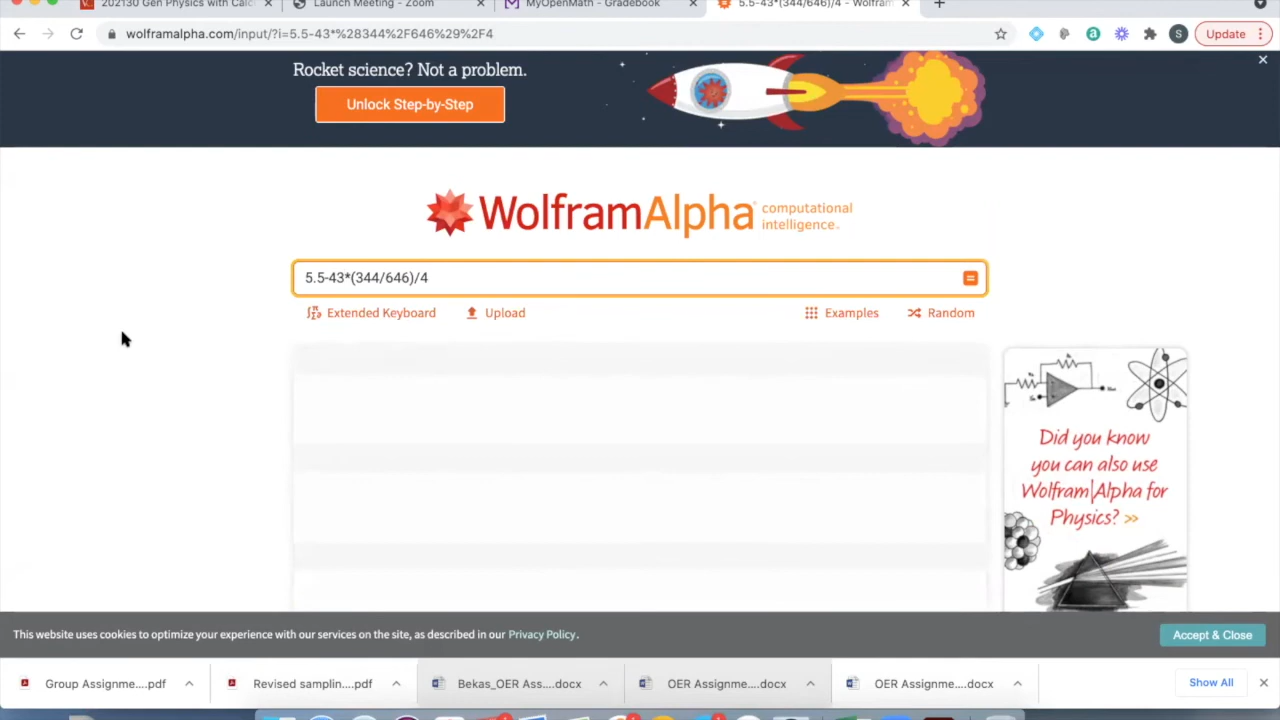 202130 Gen Physics with Calc
Launch Meeting - Zoom
MyOpenMath - Gradebook
5.5-43*(344/646)/4 - Wolfram
wolframalpha.com/input/?i=5.5-43*%28344%2F646%29%2F4
S
Update
Rocket science? Not a problem.
Unlock Step-by-Step
WolframAlpha computational intelligence.
5.5-43*(344/646)/4
Extended Keyboard
Upload
Examples
Random
Did you know
you can also use
Wolfram|Alpha for
Physics? >>
This website uses cookies to optimize your experience with our services on the site, as described in our Privacy Policy.
Accept & Close
Group Assignme....pdf
Revised samplin....pdf
Bekas_OER Ass....docx
OER Assignme....docx
OER Assignme....docx
Show All